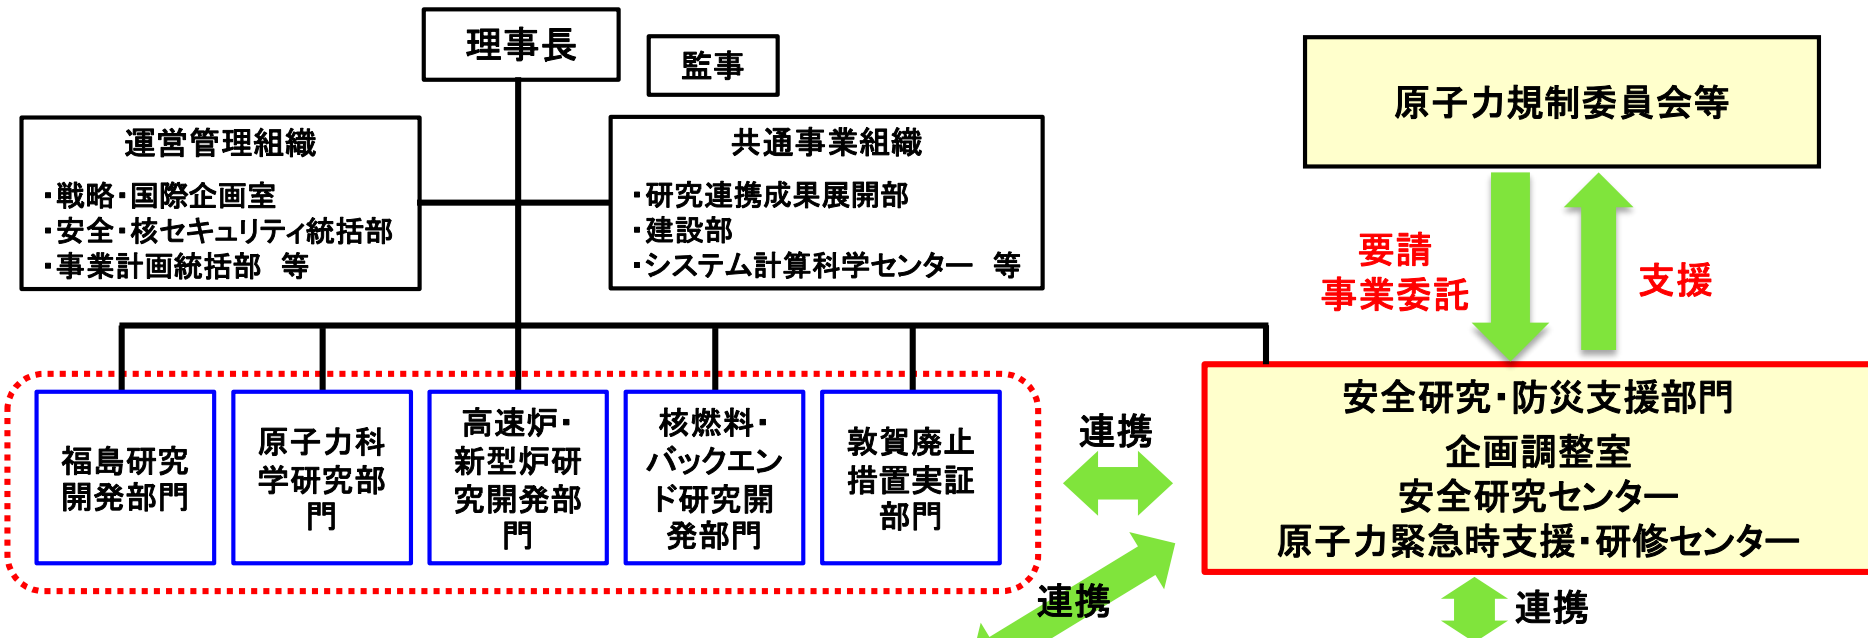 理事長
監事
原子力規制委員会等
運営管理組織
・戦略・国際企画室
・安全・核セキュリティ統括部
・事業計画統括部　等
共通事業組織
・研究連携成果展開部
・建設部
・システム計算科学センター　等
要請
事業委託
支援
福島研究
開発部門
原子力科
学研究部
門
高速炉・
新型炉研
究開発部
門
核燃料・
バックエン
ド研究開
発部門
敦賀廃止
措置実証
部門
連携
安全研究・防災支援部門
企画調整室
安全研究センター
原子力緊急時支援・研修センター
連携
連携